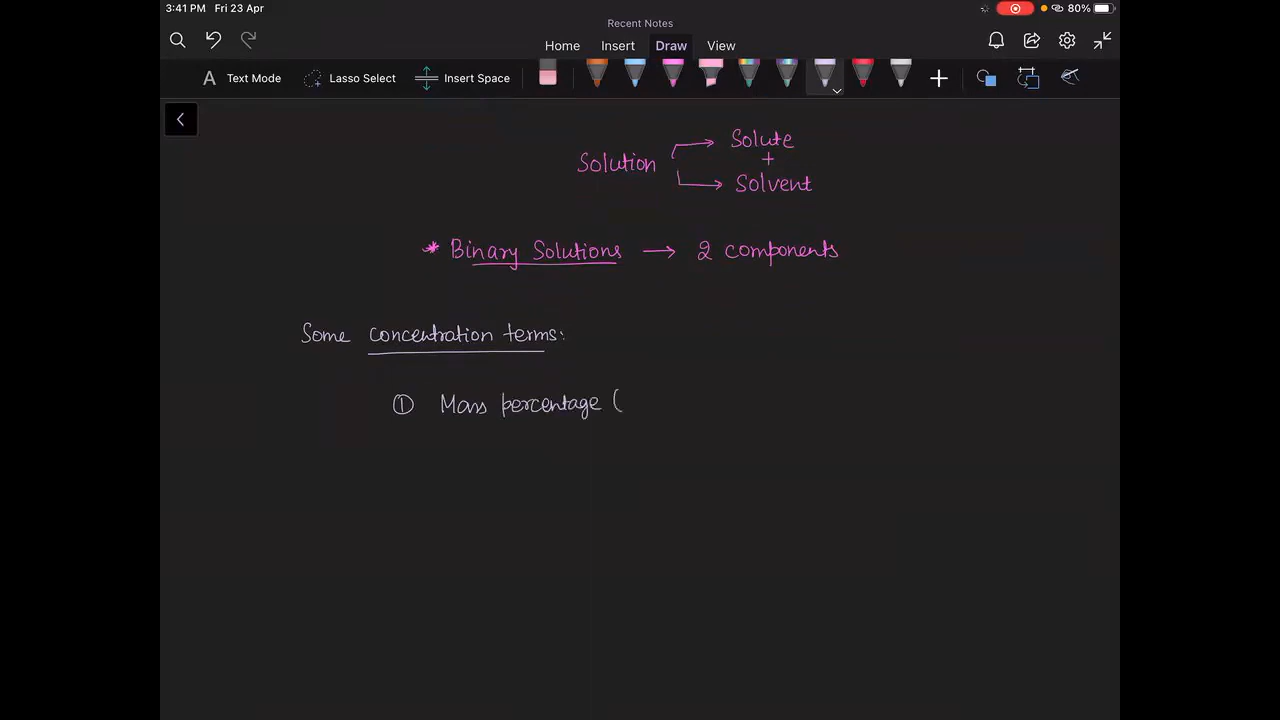 3:41 PM Fri 23 Apr 80%
Recent Notes
Home Insert Draw View
A Text Mode Lasso Select Insert Space
Solution → Solute
+
→ Solvent
* Binary Solutions → 2 components
Some concentration terms:
① Mass percentage (